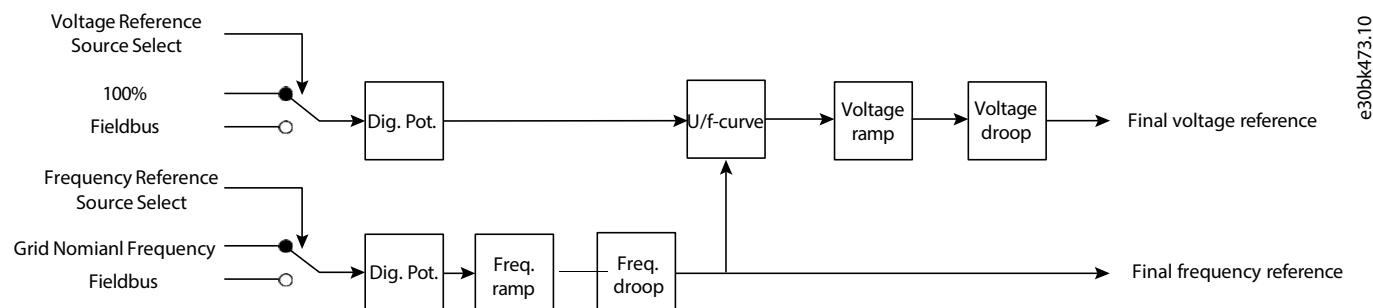 Voltage Reference
Source Select
100%
Fieldbus
Dig. Pot.
U/f-curve
Voltage
ramp
Voltage
droop
Final voltage reference
e30bk473.10
Frequency Reference
Source Select
Grid Nomianl Frequency
Fieldbus
Dig. Pot.
Freq.
ramp
Freq.
droop
Final frequency reference